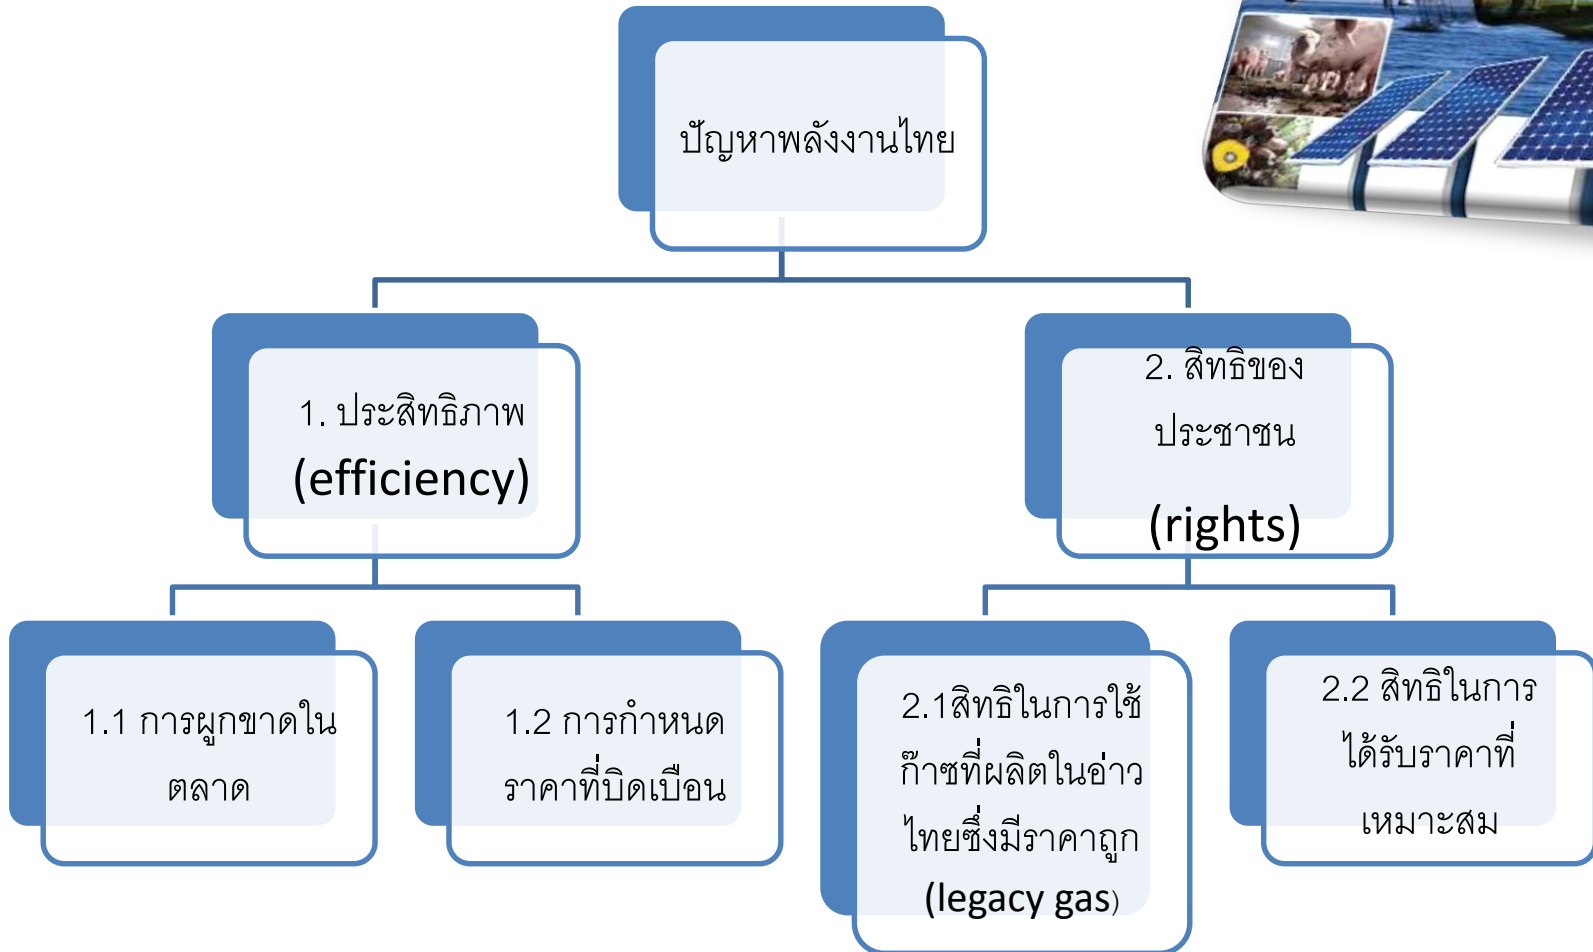 ปัญหาพลังงานไทย
1. ประสิทธิภาพ
(efficiency)
2. สิทธิของ
ประชาชน
(rights)
1.1 การผูกขาดใน
ตลาด
1.2 การกำหนด
ราคาที่บิดเบือน
2.1สิทธิในการใช้
ก๊าซที่ผลิตในอ่าว
ไทยซึ่งมีราคาถูก
(legacy gas)
2.2 สิทธิในการ
ได้รับราคาที่
เหมาะสม